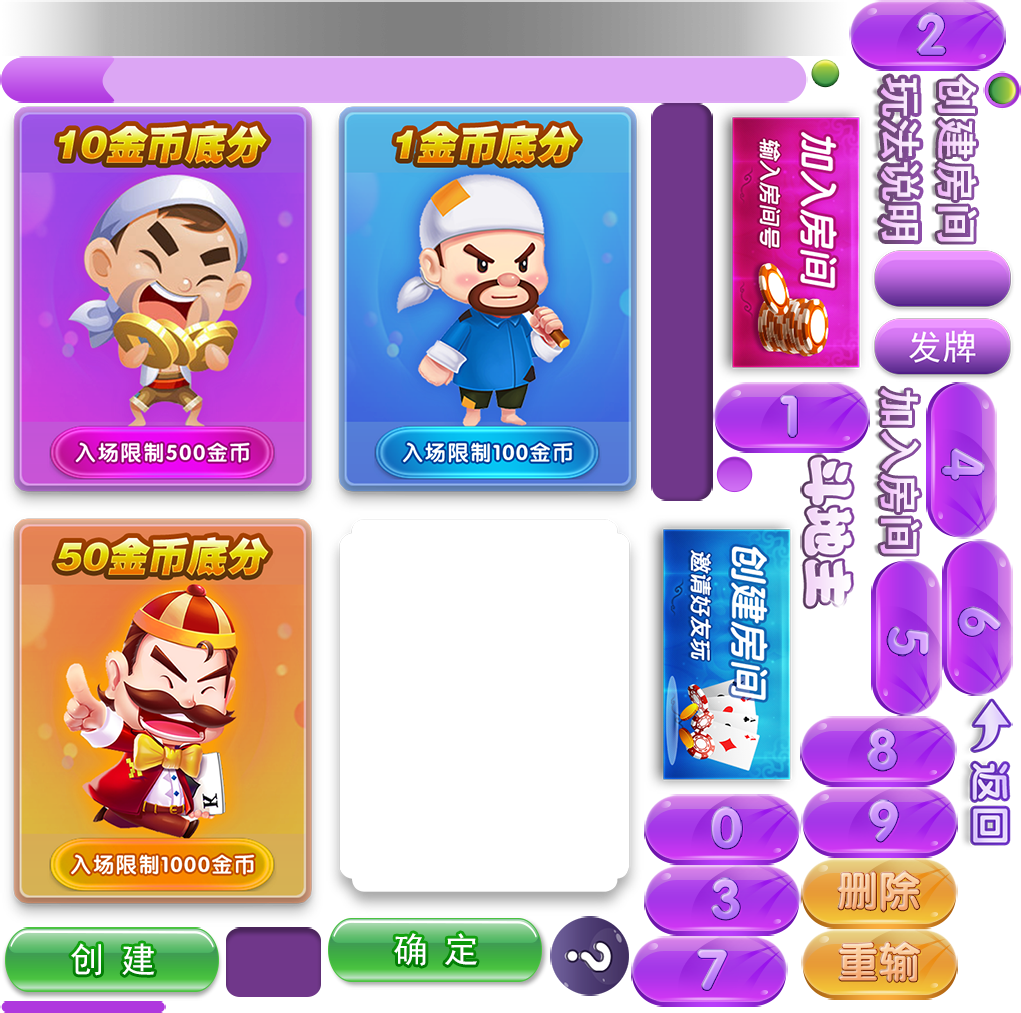 2
10金币底分
入场限制500金币
1金币底分
入场限制100金币
加入房间
输入房间号
创建房间
玩法说明
发牌
1
4
加入房间
斗地主
50金币底分
K
入场限制1000金币
创建房间
邀请好友玩
5
6
8
返回
0
9
3
删除
7
重输
创 建
确 定
?